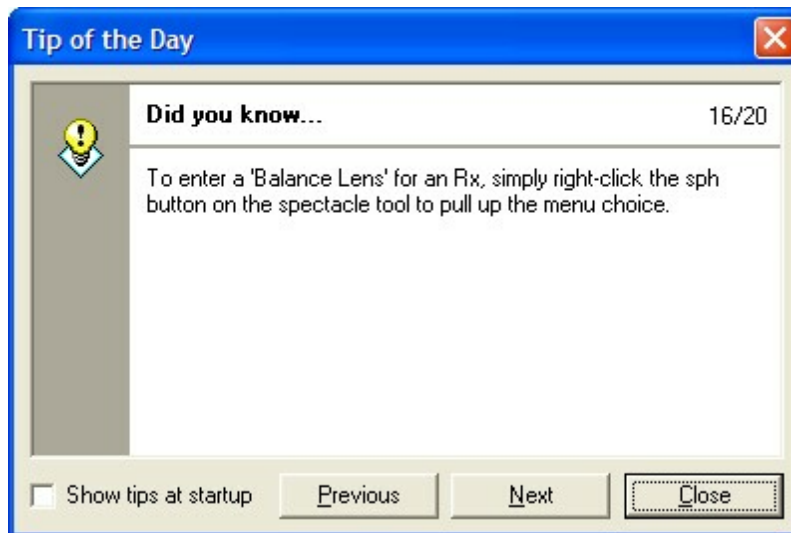 Tip of the Day
Did you know...
16/20
To enter a 'Balance Lens' for an Rx, simply right-click the sph
button on the spectacle tool to pull up the menu choice.
Show tips at startup
Previous
Next
Close